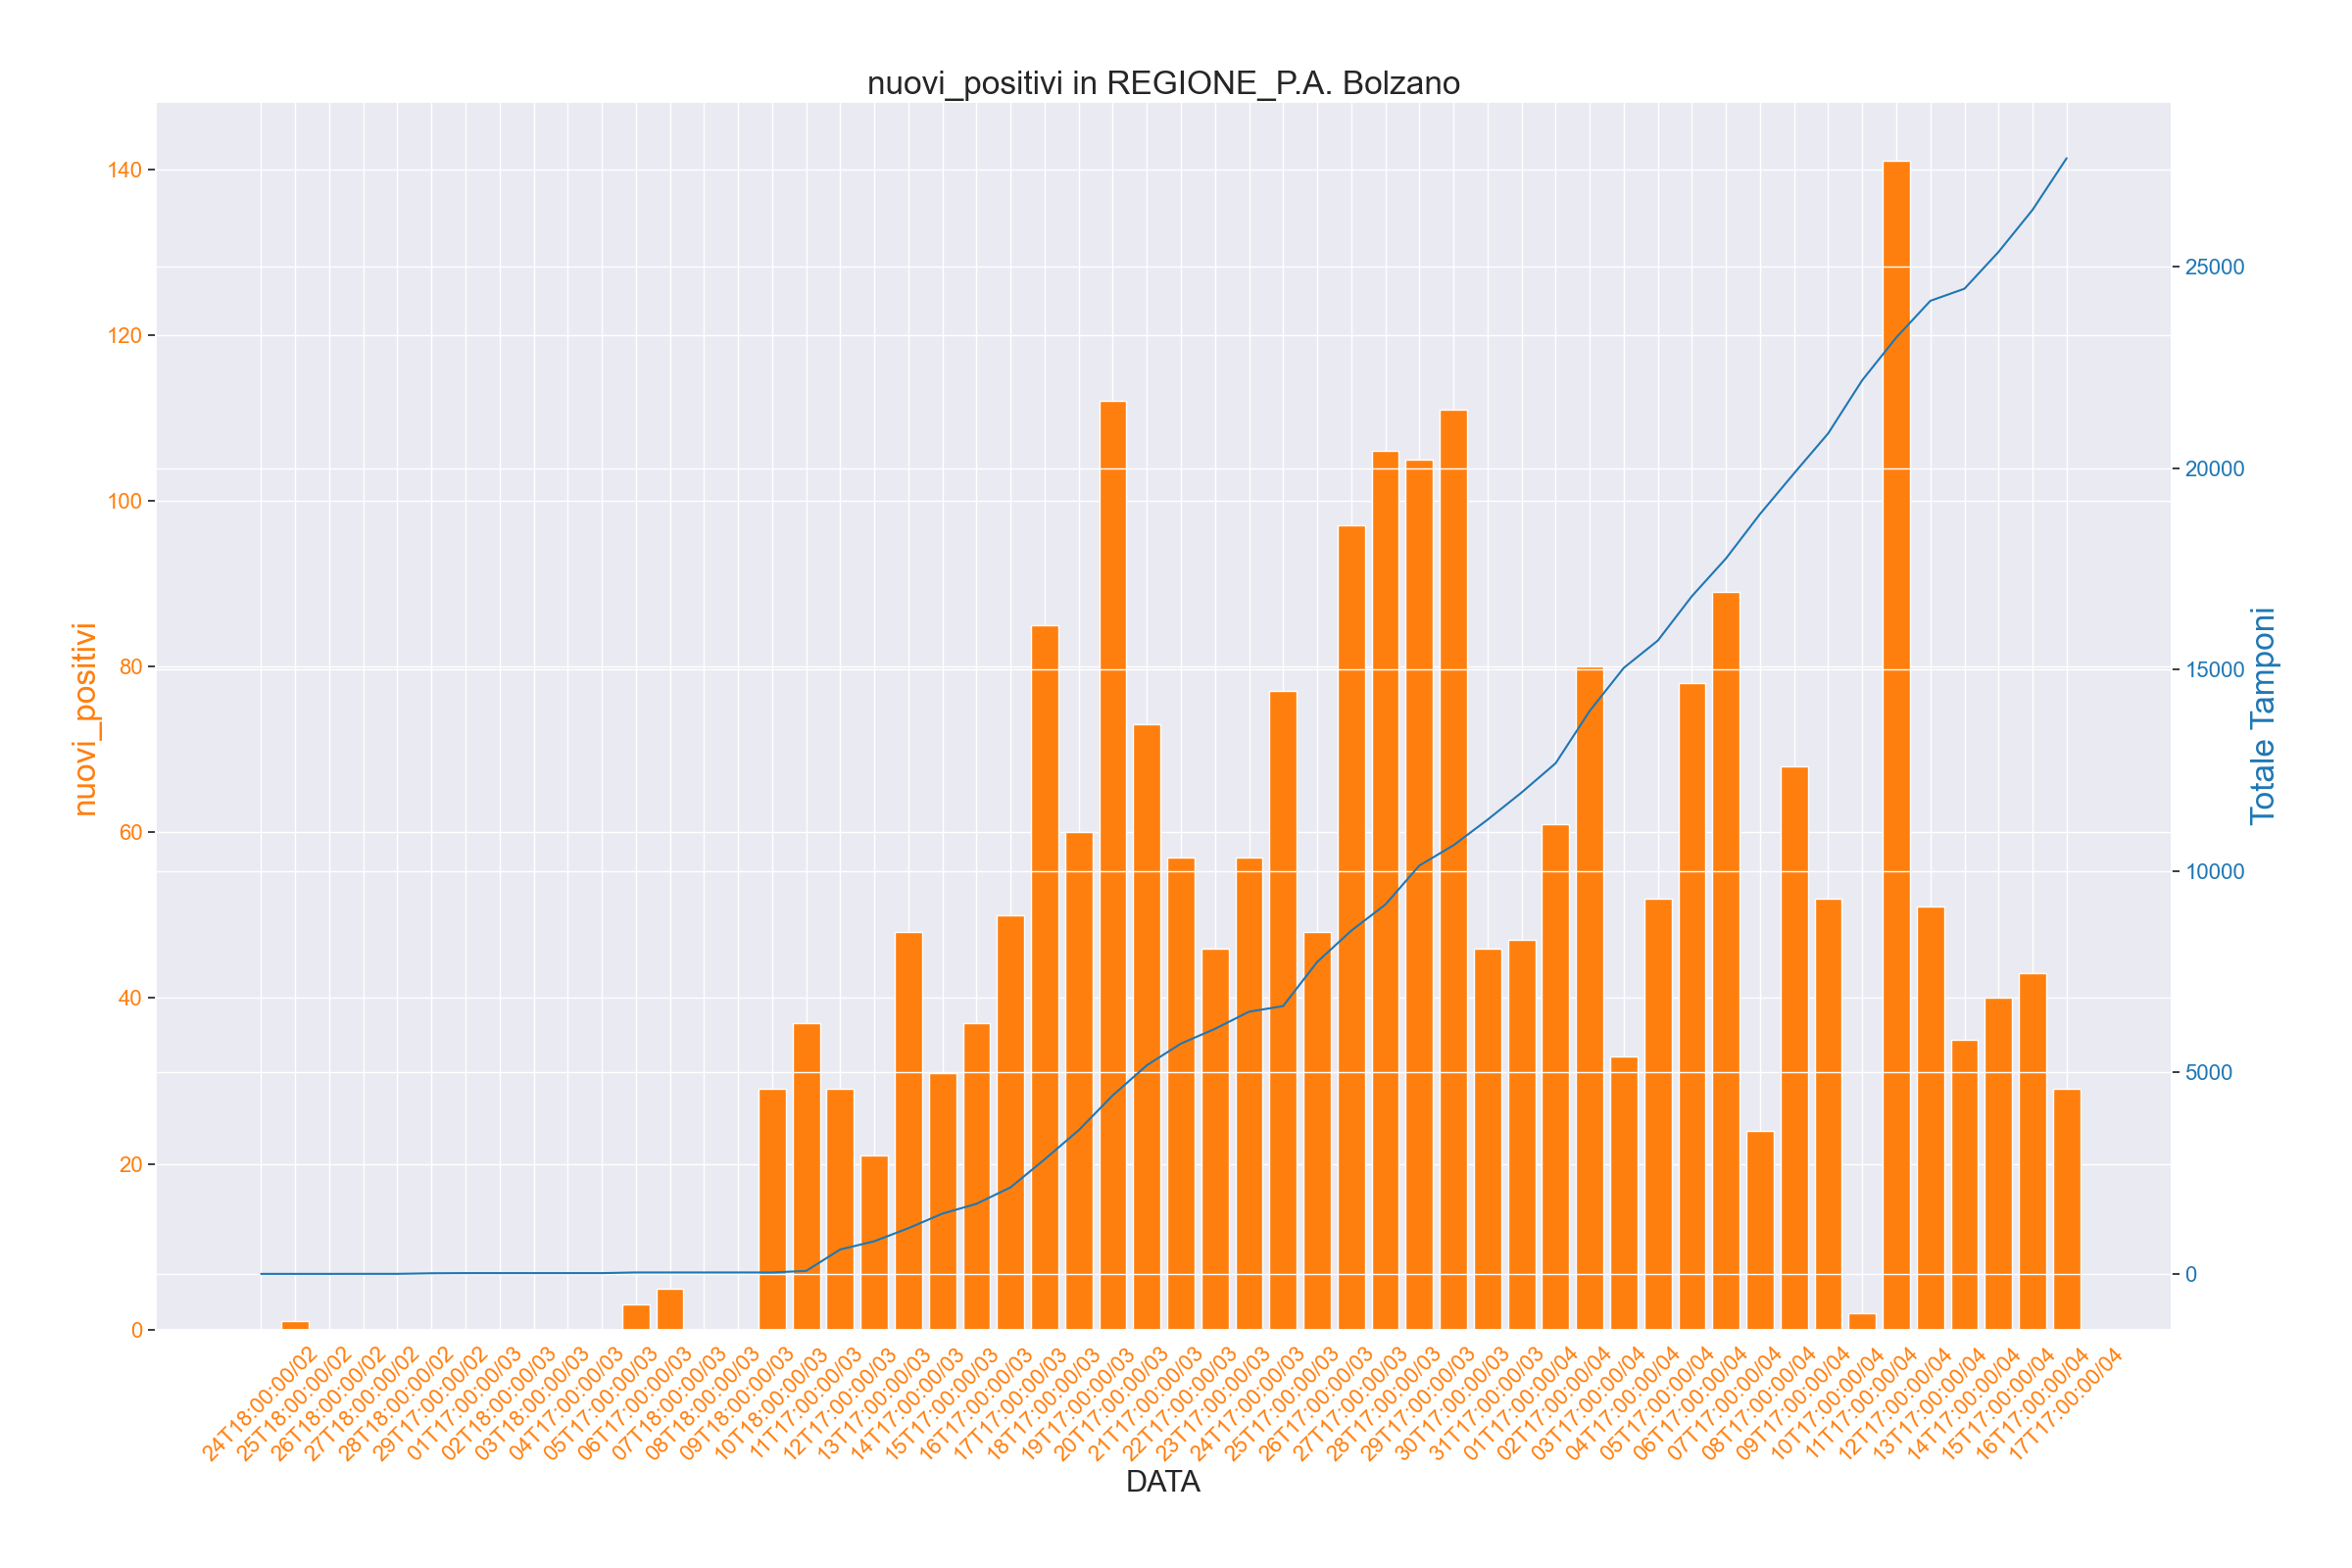 nuovi_positivi in REGIONE_P.A. Bolzano
140
120
100
80
60
40
20
0
nuovi_positivi
25000
20000
15000
10000
5000
0
Totale Tamponi
24T18:00:00/02
25T18:00:00/02
26T18:00:00/02
27T18:00:00/02
28T18:00:00/02
29T17:00:00/02
01T17:00:00/03
02T18:00:00/03
03T18:00:00/03
04T17:00:00/03
05T17:00:00/03
06T17:00:00/03
07T18:00:00/03
08T18:00:00/03
09T18:00:00/03
10T18:00:00/03
11T17:00:00/03
12T17:00:00/03
13T17:00:00/03
14T17:00:00/03
15T17:00:00/03
16T17:00:00/03
17T17:00:00/03
18T17:00:00/03
19T17:00:00/03
20T17:00:00/03
21T17:00:00/03
22T17:00:00/03
23T17:00:00/03
24T17:00:00/03
25T17:00:00/03
26T17:00:00/03
27T17:00:00/03
28T17:00:00/03
29T17:00:00/03
30T17:00:00/03
31T17:00:00/03
01T17:00:00/04
02T17:00:00/04
03T17:00:00/04
04T17:00:00/04
05T17:00:00/04
06T17:00:00/04
07T17:00:00/04
08T17:00:00/04
09T17:00:00/04
10T17:00:00/04
11T17:00:00/04
12T17:00:00/04
13T17:00:00/04
14T17:00:00/04
15T17:00:00/04
16T17:00:00/04
17T17:00:00/04
DATA